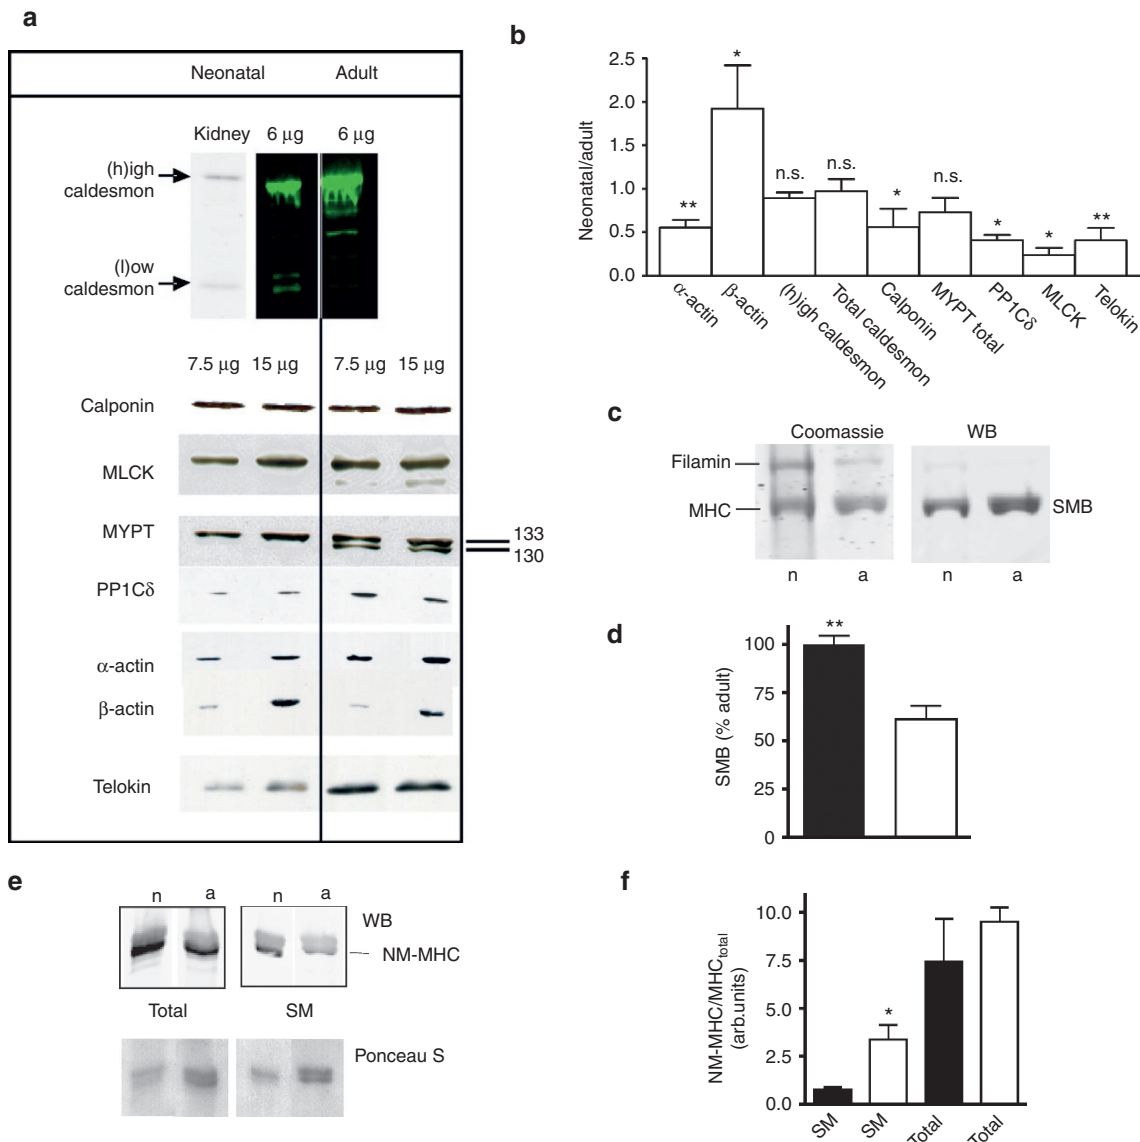 a
Neonatal Adult
Kidney 6 µg 6 µg
(h)igh
caldesmon
(l)ow
caldesmon
7.5 µg 15 µg 7.5 µg 15 µg
Calponin
MLCK
MYPT
133
130
PP1Cδ
α-actin
β-actin
Telokin
b
Neonatal/adult
2.5
2.0
1.5
1.0
0.5
0.0
** * n.s. n.s. * n.s. * * **
α-actin
β-actin
(h)igh caldesmon
Total caldesmon
Calponin
MYPT total
PP1Cδ
MLCK
Telokin
c
Coomassie WB
Filamin
MHC
SMB
n a n a
d
SMB (% adult)
100
75
50
25
0
**
e
n a n a
WB
NM-MHC
Total SM
Ponceau S
f
NM-MHC/MHCtotal
(arb.units)
10.0
7.5
5.0
2.5
0.0
*
SM
SM
Total
Total